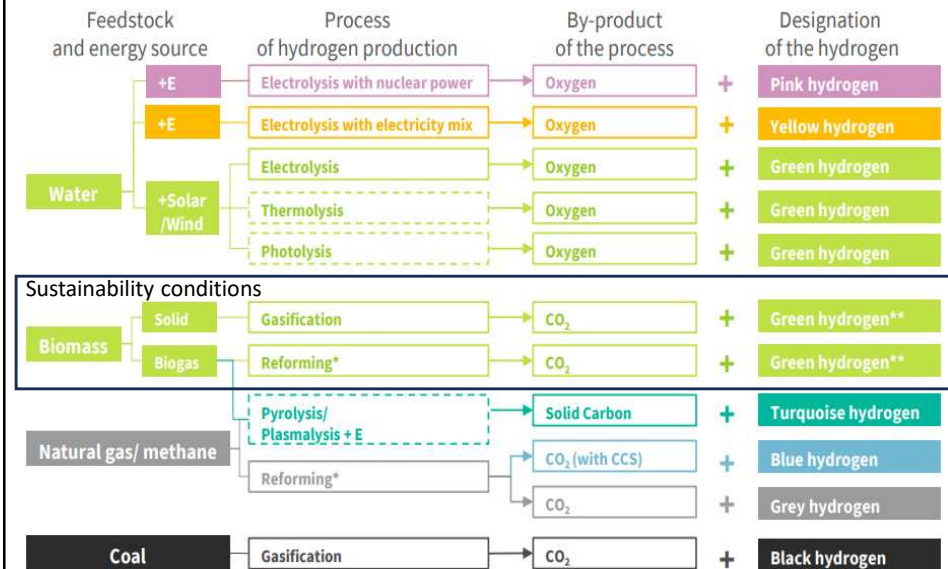 Feedstock
and energy source
Process
of hydrogen production
By-product
of the process
Designation
of the hydrogen
+E
Electrolysis with nuclear power
Oxygen
+
Pink hydrogen
+E
Electrolysis with electricity mix
Oxygen
+
Yellow hydrogen
Water
+Solar
/Wind
Electrolysis
Oxygen
+
Green hydrogen
Thermolysis
Oxygen
+
Green hydrogen
Photolysis
Oxygen
+
Green hydrogen
Sustainability conditions
Biomass
Solid
Gasification
CO₂
+
Green hydrogen**
Biogas
Reforming*
CO₂
+
Green hydrogen**
Pyrolysis/
Plasmalysis + E
Solid Carbon
+
Turquoise hydrogen
Natural gas/ methane
Reforming*
CO₂ (with CCS)
+
Blue hydrogen
CO₂
+
Grey hydrogen
Coal
Gasification
CO₂
+
Black hydrogen